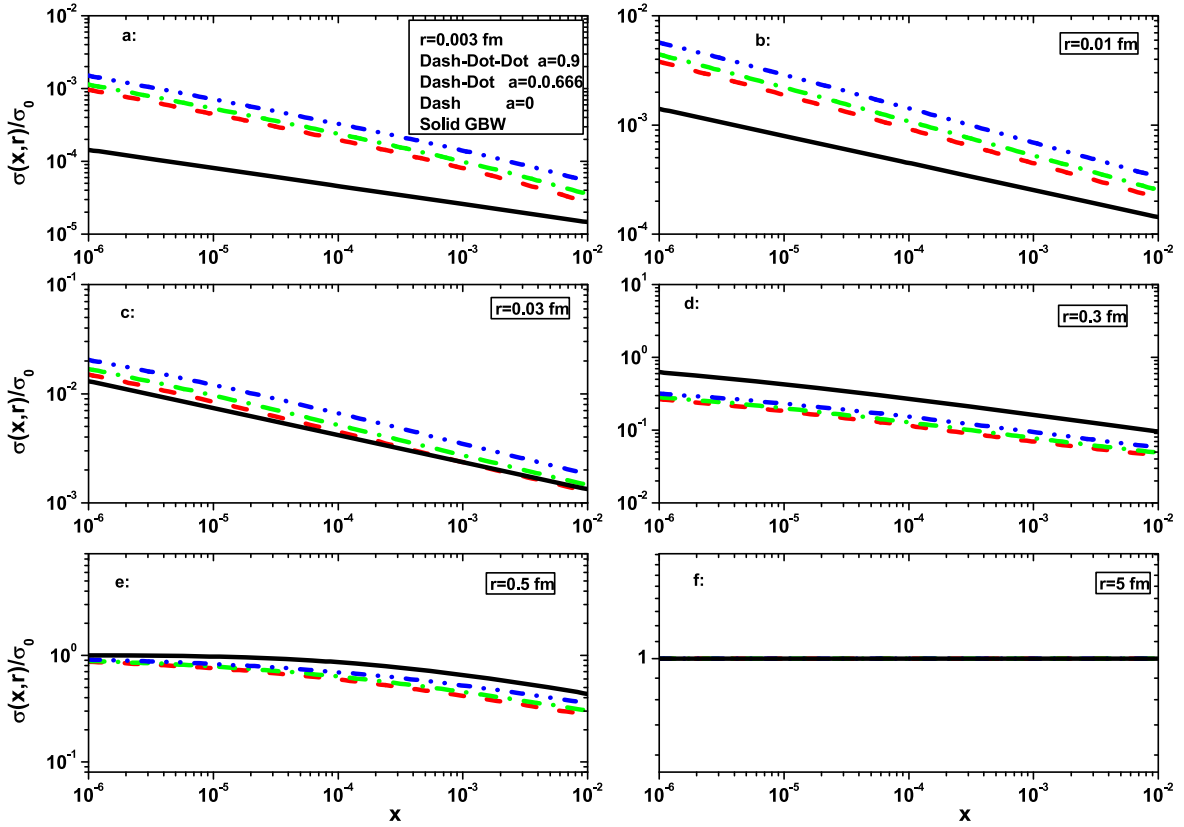 10⁻²
10⁻³
10⁻⁴
10⁻⁵
σ(x,r)/σ₀
a:
r=0.003 fm
Dash-Dot-Dot a=0.9
Dash-Dot a=0.0.666
Dash a=0
Solid GBW
10⁻⁶ 10⁻⁵ 10⁻⁴ 10⁻³ 10⁻²
10⁻²
10⁻³
10⁻⁴
b:
r=0.01 fm
10⁻⁶ 10⁻⁵ 10⁻⁴ 10⁻³ 10⁻²
10⁻¹
10⁻²
10⁻³
σ(x,r)/σ₀
c:
r=0.03 fm
10⁻⁶ 10⁻⁵ 10⁻⁴ 10⁻³ 10⁻²
10¹
10⁰
10⁻¹
10⁻²
d:
r=0.3 fm
10⁻⁶ 10⁻⁵ 10⁻⁴ 10⁻³ 10⁻²
10⁰
10⁻¹
σ(x,r)/σ₀
e:
r=0.5 fm
10⁻⁶ 10⁻⁵ 10⁻⁴ 10⁻³ 10⁻²
x
1
f:
r=5 fm
10⁻⁶ 10⁻⁵ 10⁻⁴ 10⁻³ 10⁻²
x